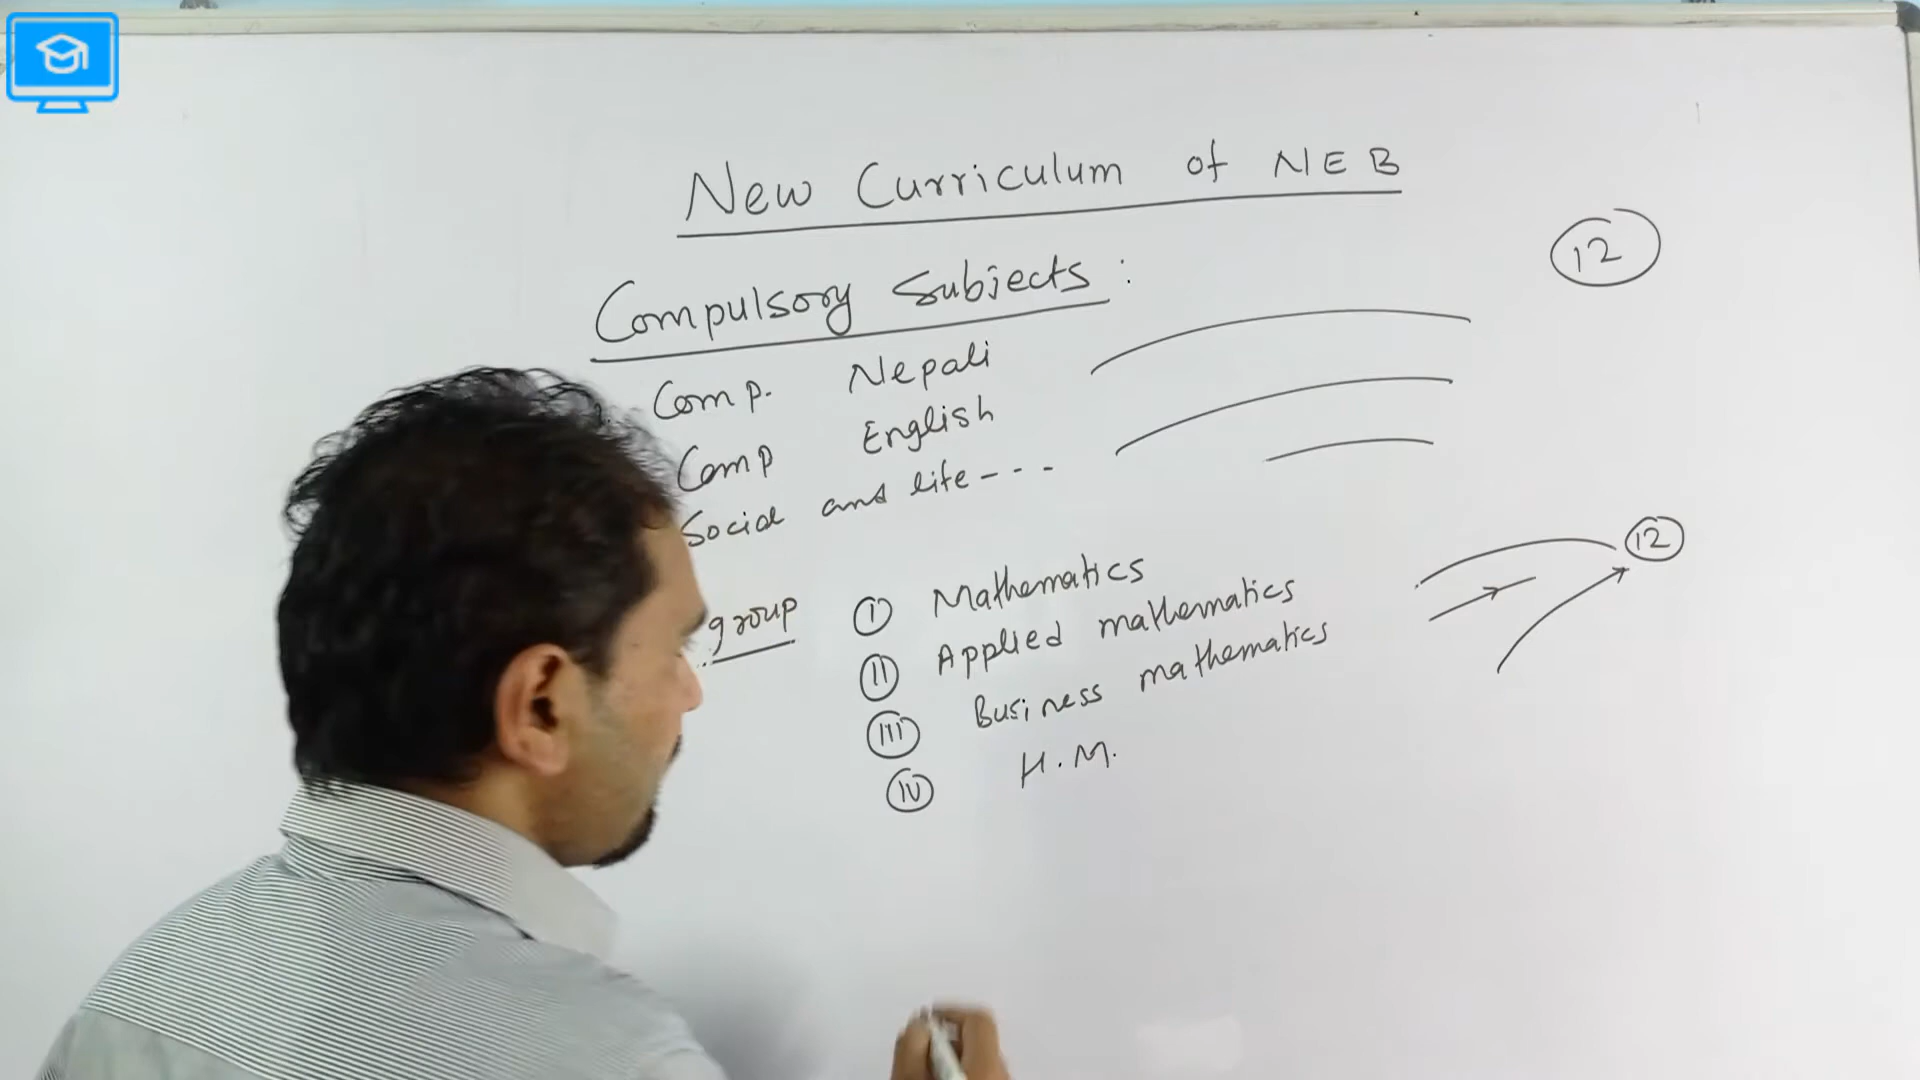 New Curriculum of NEB
12
Compulsory Subjects :
Comp. Nepali
Comp English
Social and life - - -
12
group
I Mathematics
II Applied mathematics
III Business mathematics
IV H.M.